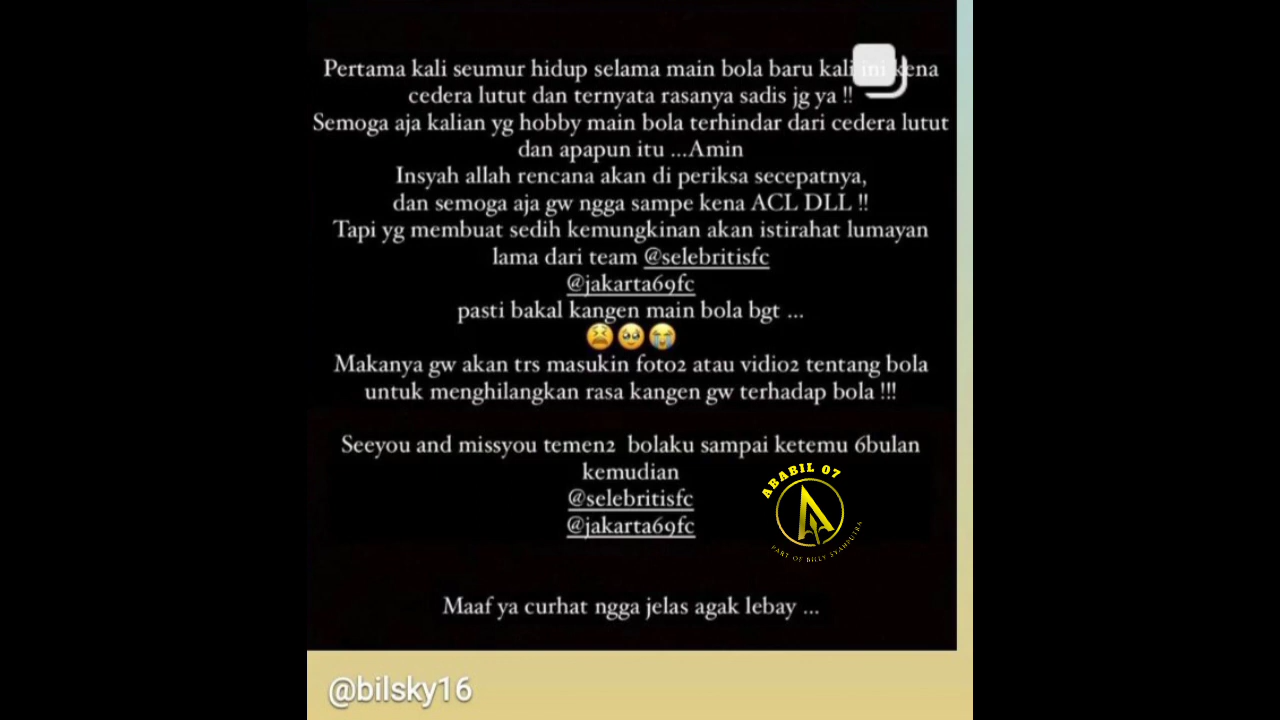 Pertama kali seumur hidup selama main bola baru kali ini kena
cedera lutut dan ternyata rasanya sadis jg ya !!
Semoga aja kalian yg hobby main bola terhindar dari cedera lutut
dan apapun itu ...Amin
Insyah allah rencana akan di periksa secepatnya,
dan semoga aja gw ngga sampe kena ACL DLL !!
Tapi yg membuat sedih kemungkinan akan istirahat lumayan
lama dari team @selebritisfc
@jakarta69fc
pasti bakal kangen main bola bgt ...
😫🥹😭
Makanya gw akan trs masukin foto2 atau vidio2 tentang bola
untuk menghilangkan rasa kangen gw terhadap bola !!!
Seeyou and missyou temen2 bolaku sampai ketemu 6bulan
kemudian
@selebritisfc
@jakarta69fc
ABABIL 07
PART OF BILLY SYAHPUTRA
Maaf ya curhat ngga jelas agak lebay ...
@bilsky16